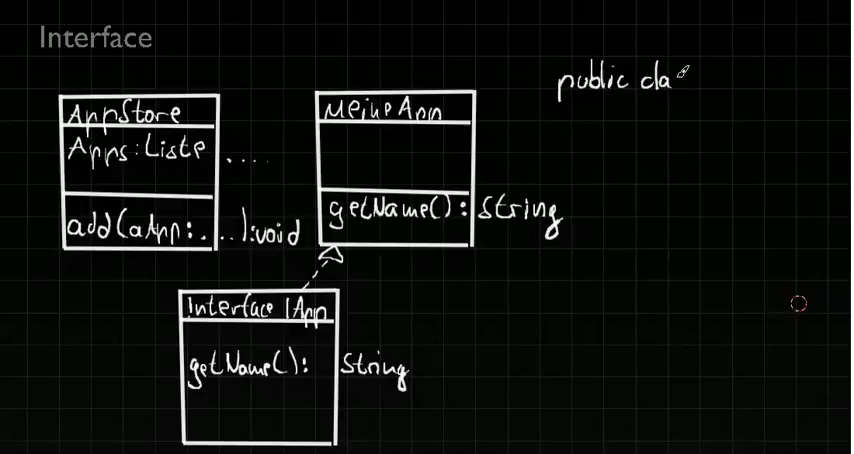 Interface
public cla
AppStore
Apps:Liste ....
add(aApp:....):void
MeineApp
getName():String
Interface IApp
getName(): String